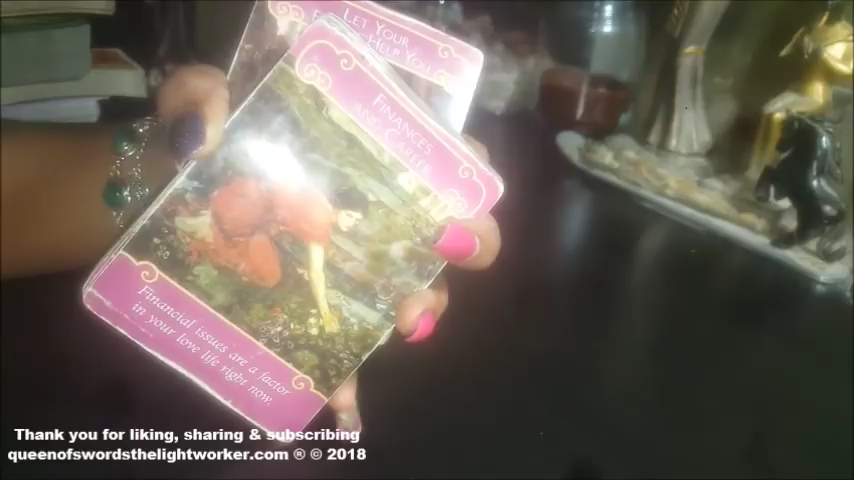 LET YOUR
HELP YOU
FINANCES
AND CAREER
Financial issues are a factor
in your love life right now.
Thank you for liking, sharing & subscribing
queenofswordsthelightworker.com ® © 2018